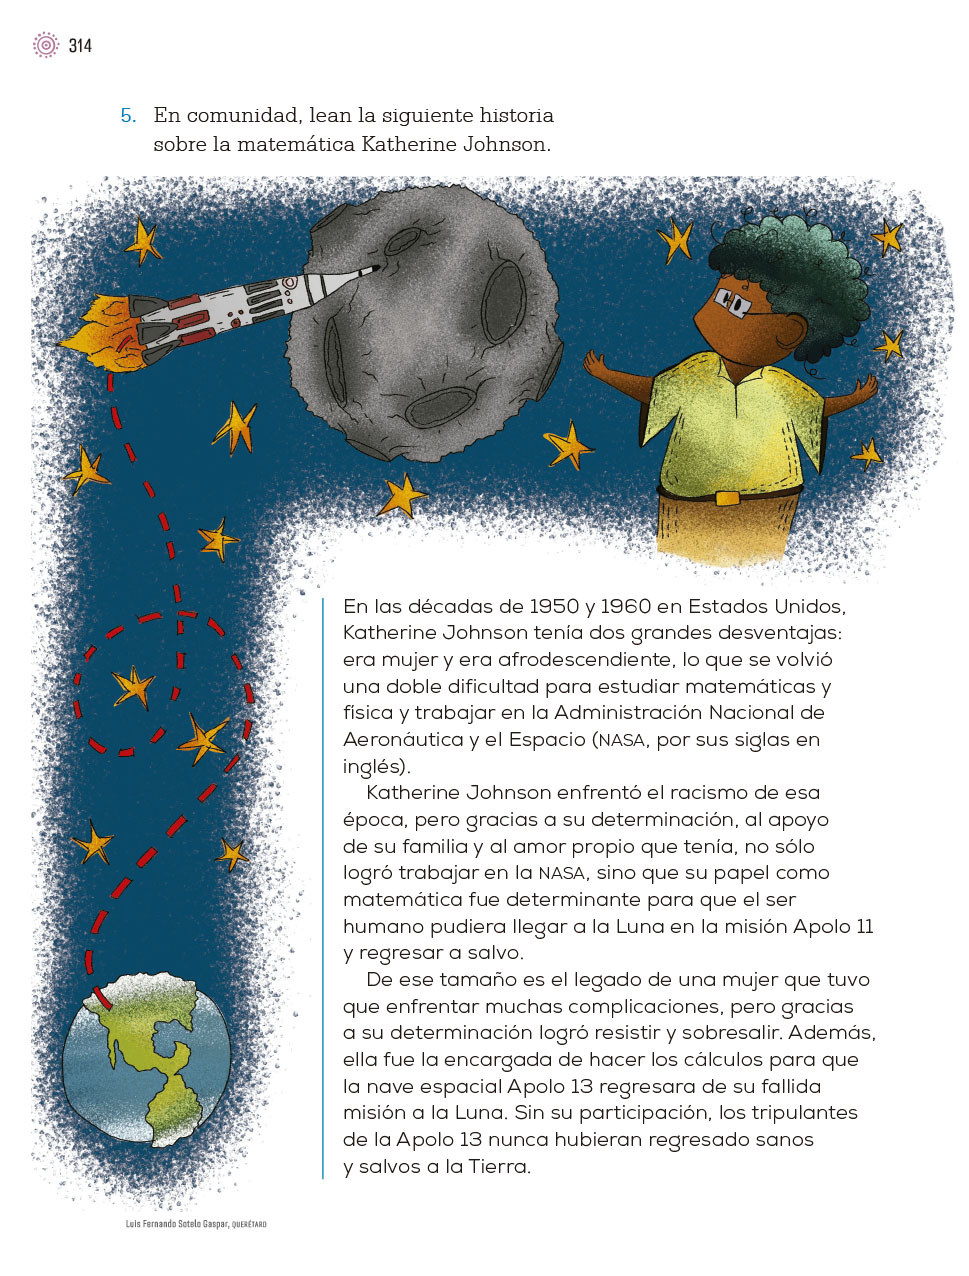 314
5. En comunidad, lean la siguiente historia
sobre la matemática Katherine Johnson.
En las décadas de 1950 y 1960 en Estados Unidos,
Katherine Johnson tenía dos grandes desventajas:
era mujer y era afrodescendiente, lo que se volvió
una doble dificultad para estudiar matemáticas y
física y trabajar en la Administración Nacional de
Aeronáutica y el Espacio (NASA, por sus siglas en
inglés).
Katherine Johnson enfrentó el racismo de esa
época, pero gracias a su determinación, al apoyo
de su familia y al amor propio que tenía, no sólo
logró trabajar en la NASA, sino que su papel como
matemática fue determinante para que el ser
humano pudiera llegar a la Luna en la misión Apolo 11
y regresar a salvo.
De ese tamaño es el legado de una mujer que tuvo
que enfrentar muchas complicaciones, pero gracias
a su determinación logró resistir y sobresalir. Además,
ella fue la encargada de hacer los cálculos para que
la nave espacial Apolo 13 regresara de su fallida
misión a la Luna. Sin su participación, los tripulantes
de la Apolo 13 nunca hubieran regresado sanos
y salvos a la Tierra.
Luis Fernando Sotelo Gaspar, QUERÉTARO